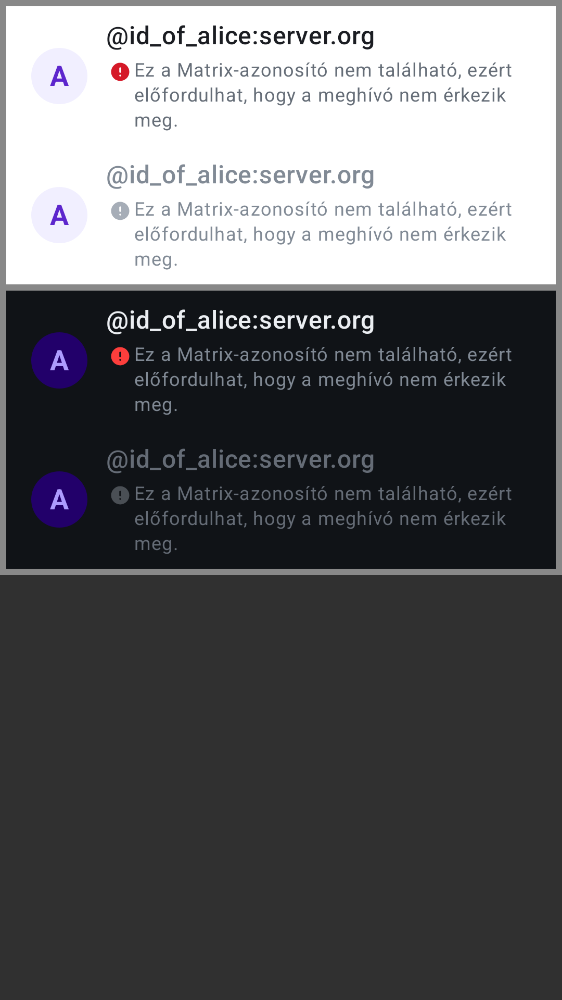 @id_of_alice:server.org
A
Ez a Matrix-azonosító nem található, ezért
előfordulhat, hogy a meghívó nem érkezik
meg.
@id_of_alice:server.org
A
Ez a Matrix-azonosító nem található, ezért
előfordulhat, hogy a meghívó nem érkezik
meg.
@id_of_alice:server.org
A
Ez a Matrix-azonosító nem található, ezért
előfordulhat, hogy a meghívó nem érkezik
meg.
@id_of_alice:server.org
A
Ez a Matrix-azonosító nem található, ezért
előfordulhat, hogy a meghívó nem érkezik
meg.